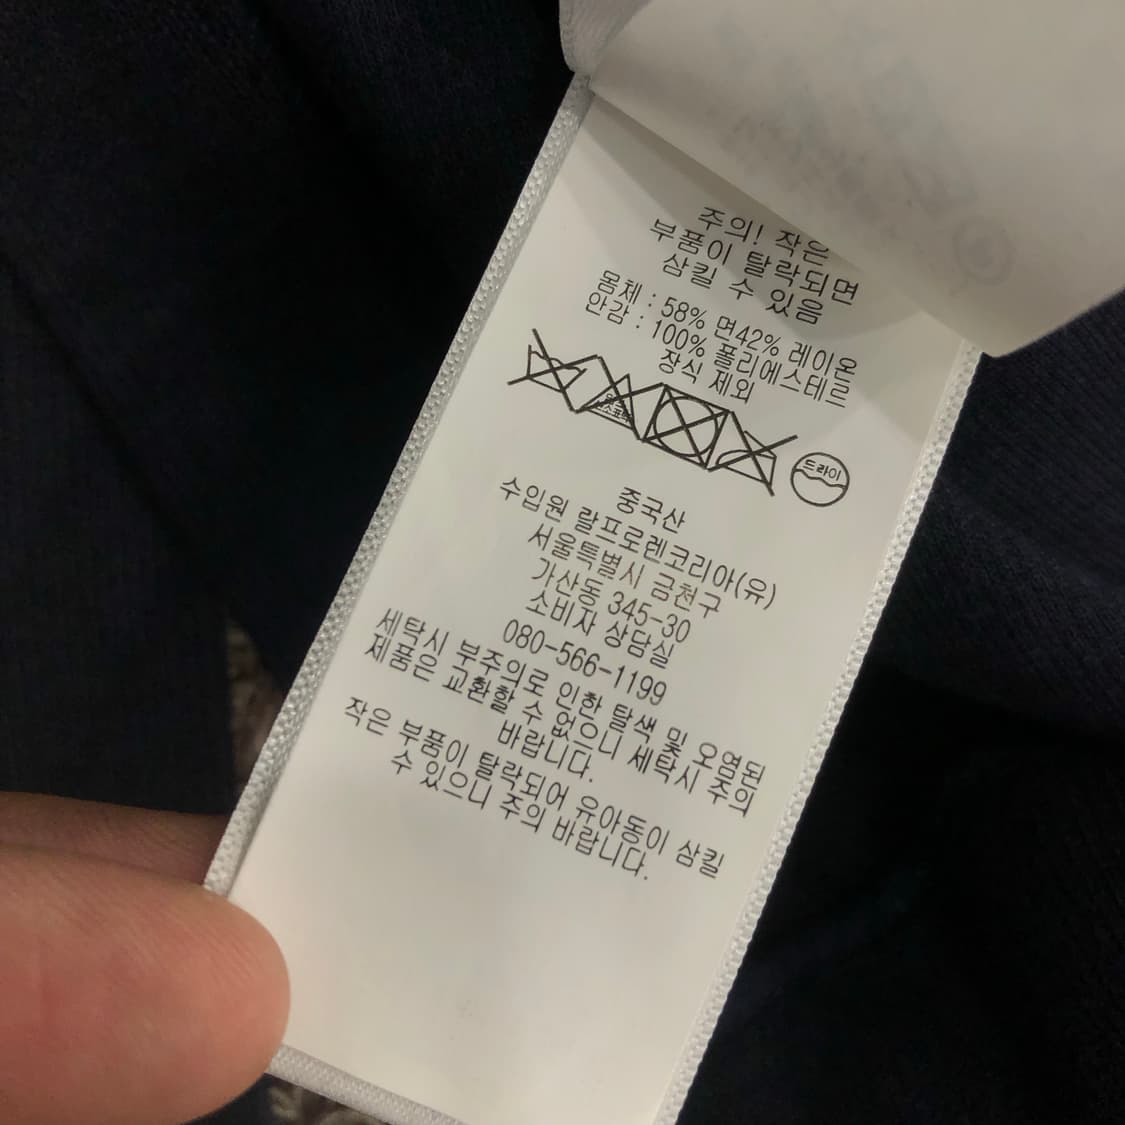 주의! 작은
부품이 탈락되면
삼킬 수 있음
몸체 : 58% 면42% 레이온
안감 : 100% 폴리에스테르
장식 제외
드라이
중국산
수입원 랄프로렌코리아(유)
서울특별시 금천구
가산동 345-30
소비자 상담실
080-566-1199
세탁시 부주의로 인한 탈색 및 오염된
제품은 교환할 수 없으니 세탁시 주의
바랍니다.
작은 부품이 탈락되어 유아동이 삼킬
수 있으니 주의 바랍니다.